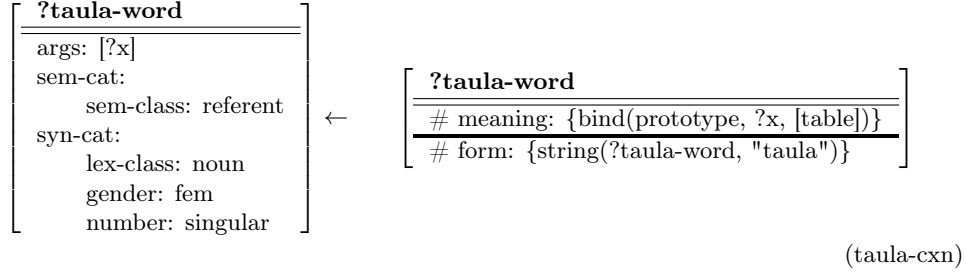 ?taula-word
args: [?x]
sem-cat:
sem-class: referent
syn-cat:
lex-class: noun
gender: fem
number: singular
←
?taula-word
# meaning: {bind(prototype, ?x, [table])}
# form: {string(?taula-word, "taula")}
(taula-cxn)